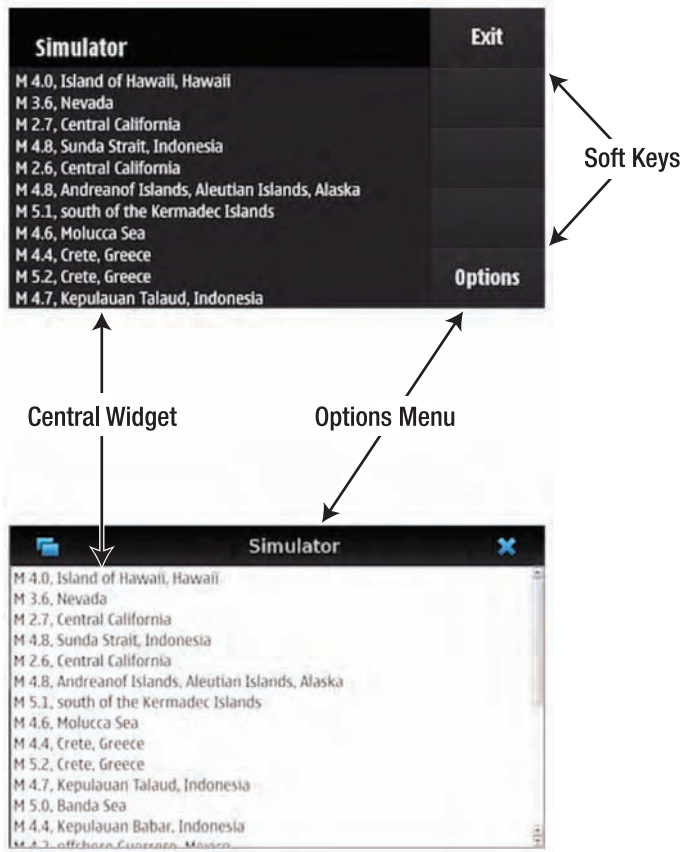 Simulator
Exit
M 4.0, Island of Hawaii, Hawaii
M 3.6, Nevada
M 2.7, Central California
M 4.8, Sunda Strait, Indonesia
M 2.6, Central California
M 4.8, Andreanof Islands, Aleutian Islands, Alaska
M 5.1, south of the Kermadec Islands
M 4.6, Molucca Sea
M 4.4, Crete, Greece
M 5.2, Crete, Greece
M 4.7, Kepulauan Talaud, Indonesia
Options
Soft Keys
Central Widget
Options Menu
Simulator
M 4.0, Island of Hawaii, Hawaii
M 3.6, Nevada
M 2.7, Central California
M 4.8, Sunda Strait, Indonesia
M 2.6, Central California
M 4.8, Andreanof Islands, Aleutian Islands, Alaska
M 5.1, south of the Kermadec Islands
M 4.6, Molucca Sea
M 4.4, Crete, Greece
M 5.2, Crete, Greece
M 4.7, Kepulauan Talaud, Indonesia
M 5.0, Banda Sea
M 4.4, Kepulauan Babar, Indonesia
M 4.2, offshore Guerrero, Mexico